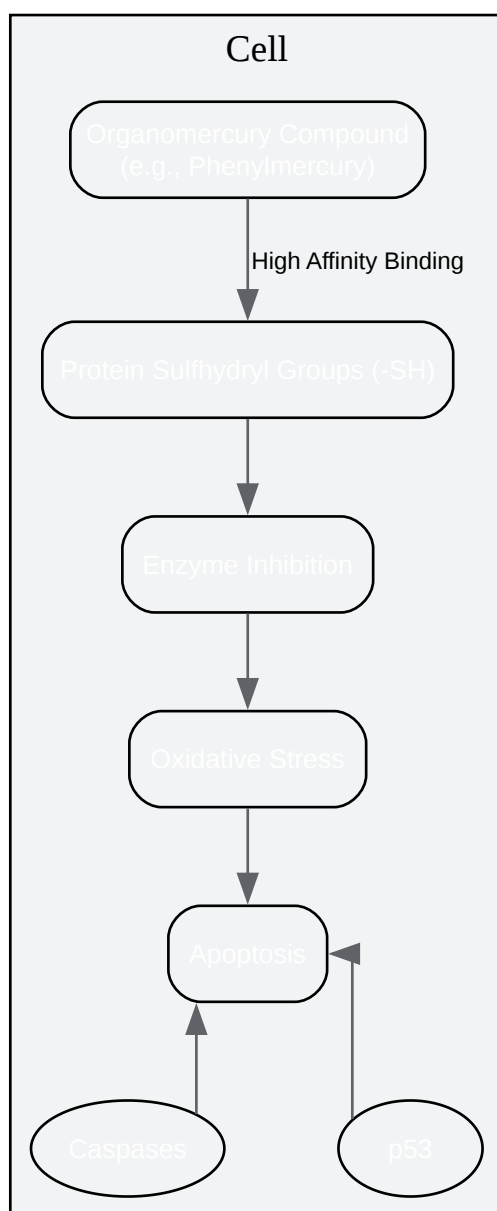 Cell
Organomercury Compound
(e.g., Phenylmercury)
High Affinity Binding
Protein Sulfhydryl Groups (-SH)
Enzyme Inhibition
Oxidative Stress
Apoptosis
Caspases
p53